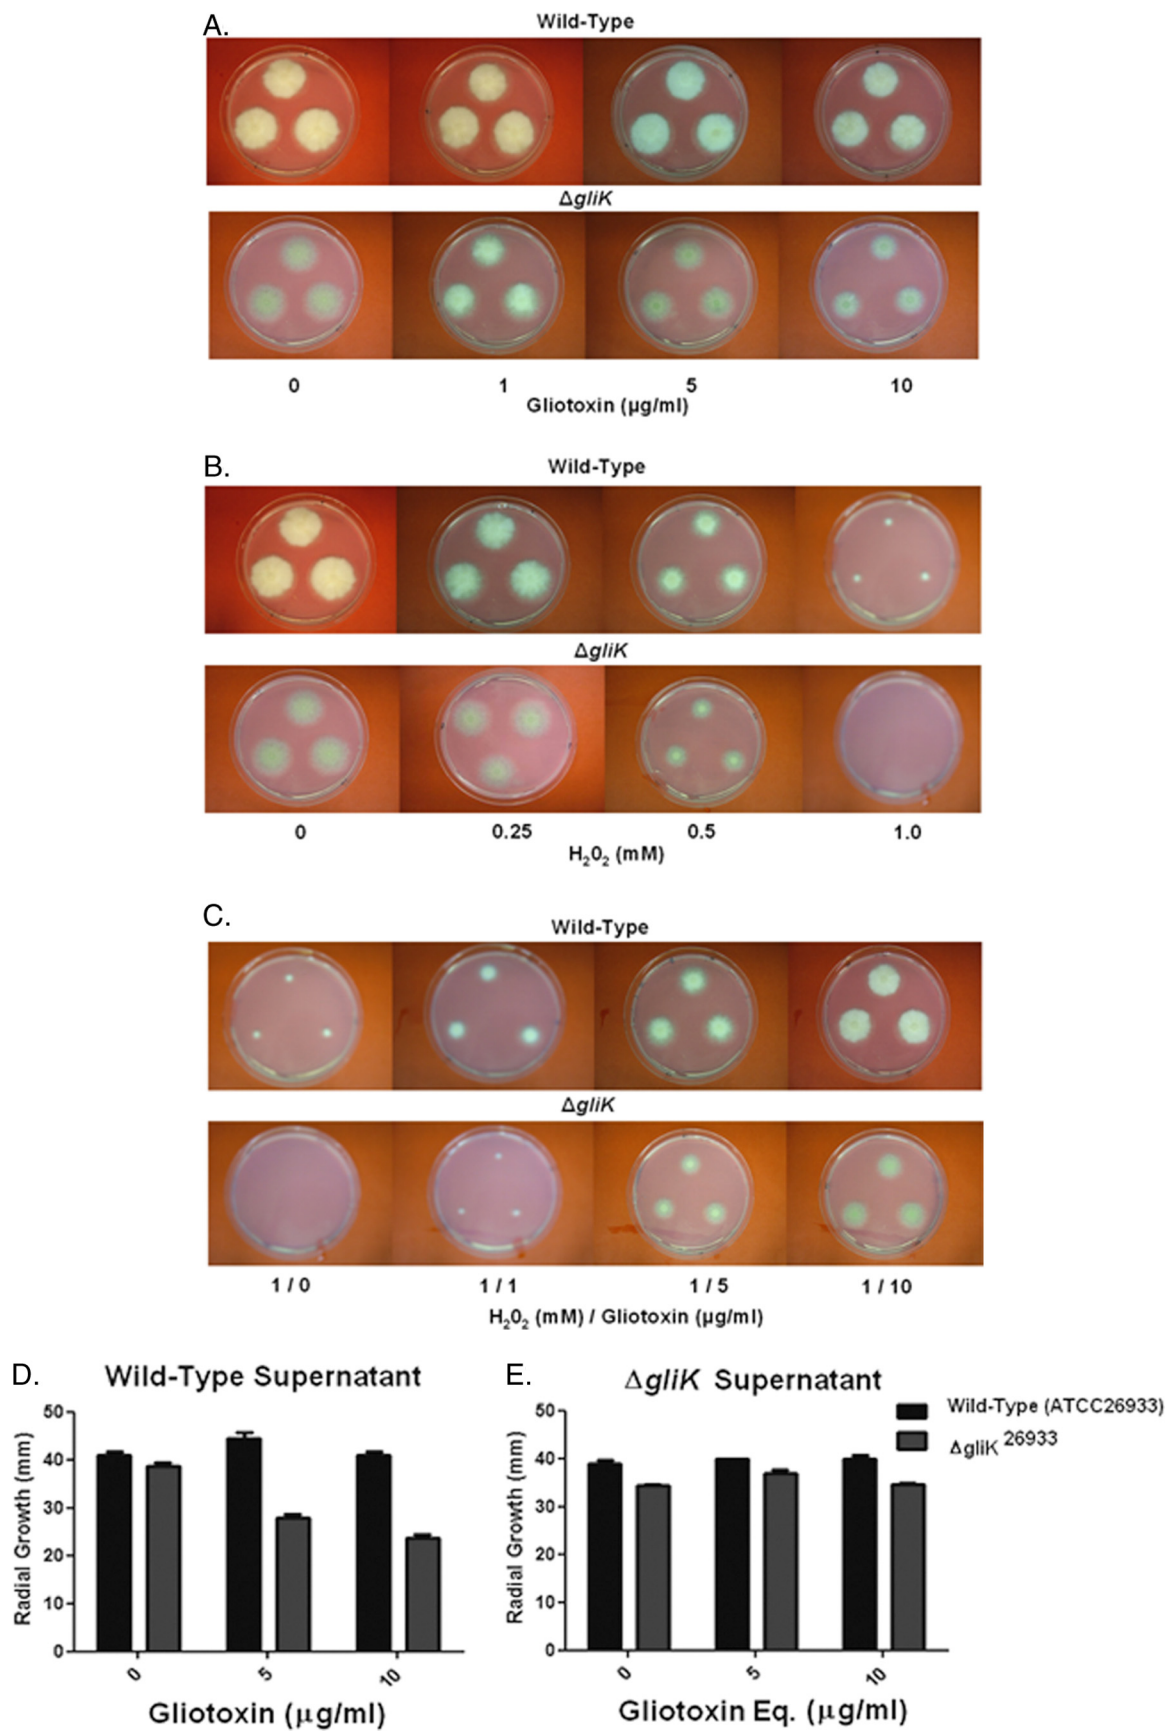 A.
Wild-Type
ΔgliK
0 1 5 10
Gliotoxin (µg/ml)
B.
Wild-Type
ΔgliK
0 0.25 0.5 1.0
H₂0₂ (mM)
C.
Wild-Type
ΔgliK
1 / 0 1 / 1 1 / 5 1 / 10
H₂0₂ (mM) / Gliotoxin (µg/ml)
D.
Wild-Type Supernatant
50
40
30
20
10
0
Radial Growth (mm)
0 5 10
Gliotoxin (µg/ml)
E.
ΔgliK Supernatant
Wild-Type (ATCC26933)
ΔgliK 26933
50
40
30
20
10
0
Radial Growth (mm)
0 5 10
Gliotoxin Eq. (µg/ml)